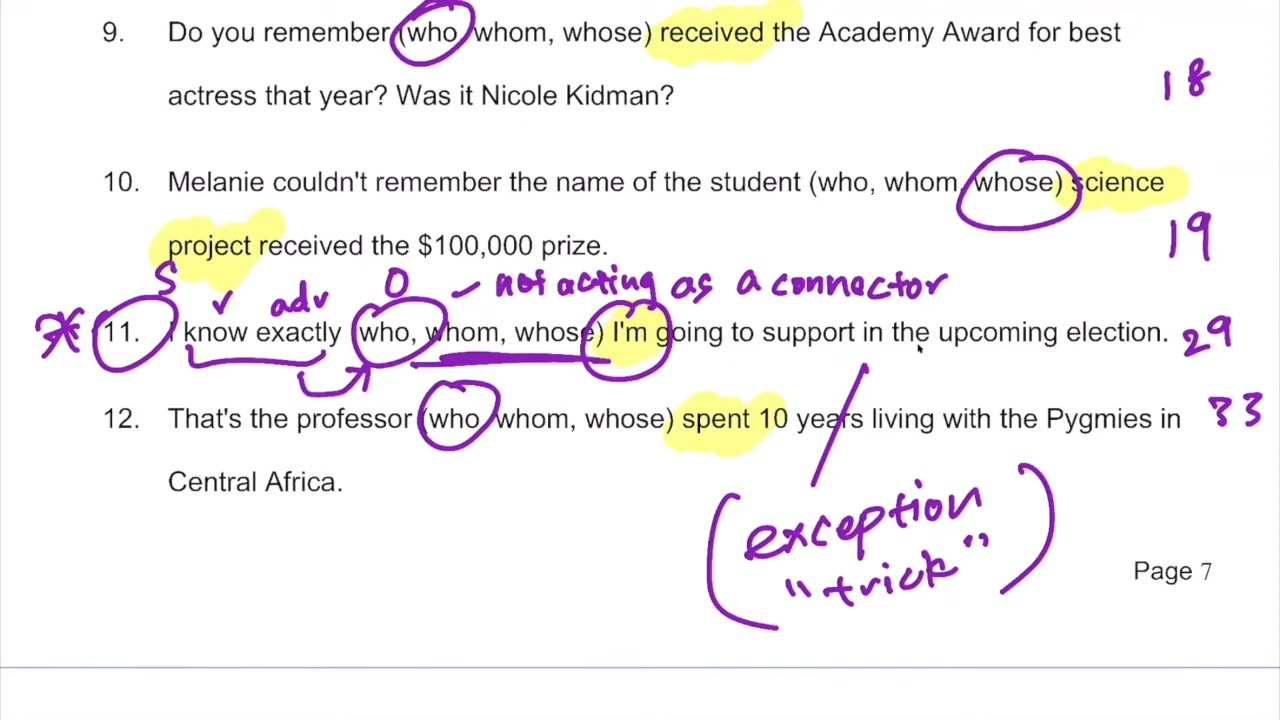 9. Do you remember (who, whom, whose) received the Academy Award for best
actress that year? Was it Nicole Kidman?
18
10. Melanie couldn't remember the name of the student (who, whom, whose) science
project received the $100,000 prize.
19
S v adv O - not acting as a connector
* 11. I know exactly (who, whom, whose) I'm going to support in the upcoming election. 29
12. That's the professor (who, whom, whose) spent 10 years living with the Pygmies in 33
Central Africa.
(exception
"trick")
Page 7